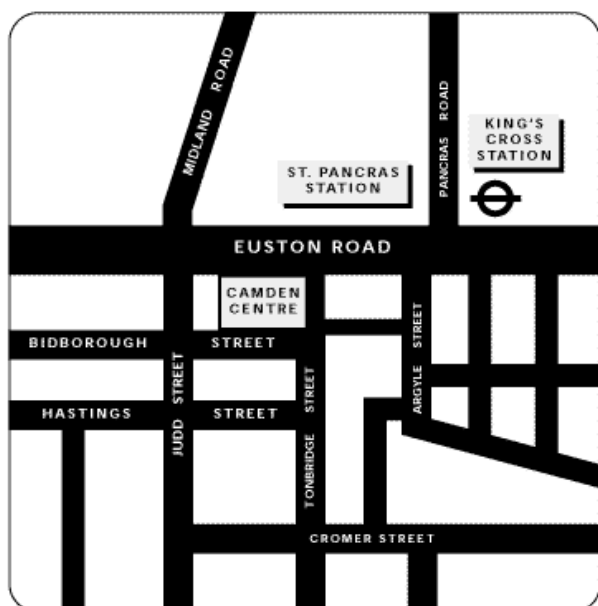 MIDLAND ROAD
PANCRAS ROAD
KING'S
CROSS
STATION
ST. PANCRAS
STATION
EUSTON ROAD
CAMDEN
CENTRE
BIDBOROUGH STREET
ARGYLE STREET
HASTINGS STREET
JUDD STREET
TONBRIDGE STREET
CROMER STREET